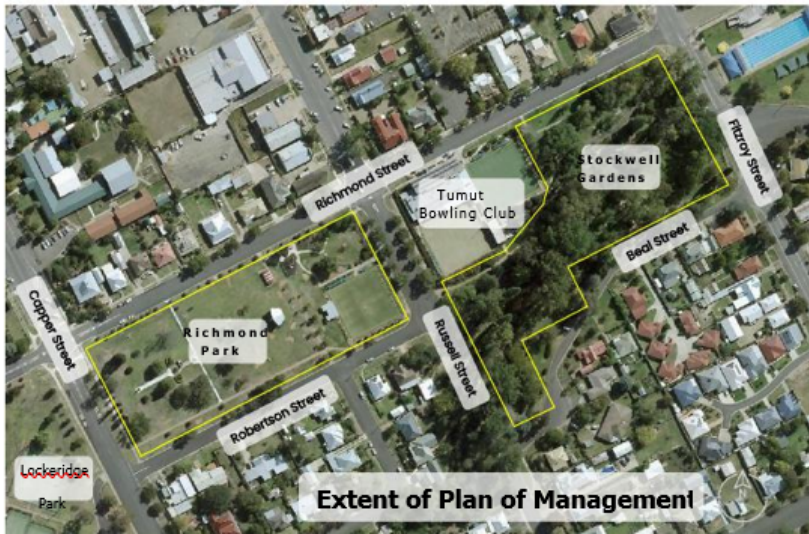 Richmond Street
Fitzroy Street
Stockwell
Gardens
Tumut
Bowling Club
Beal Street
Capper Street
Richmond
Park
Russell Street
Robertson Street
Lockeridge
Park
Extent of Plan of Management